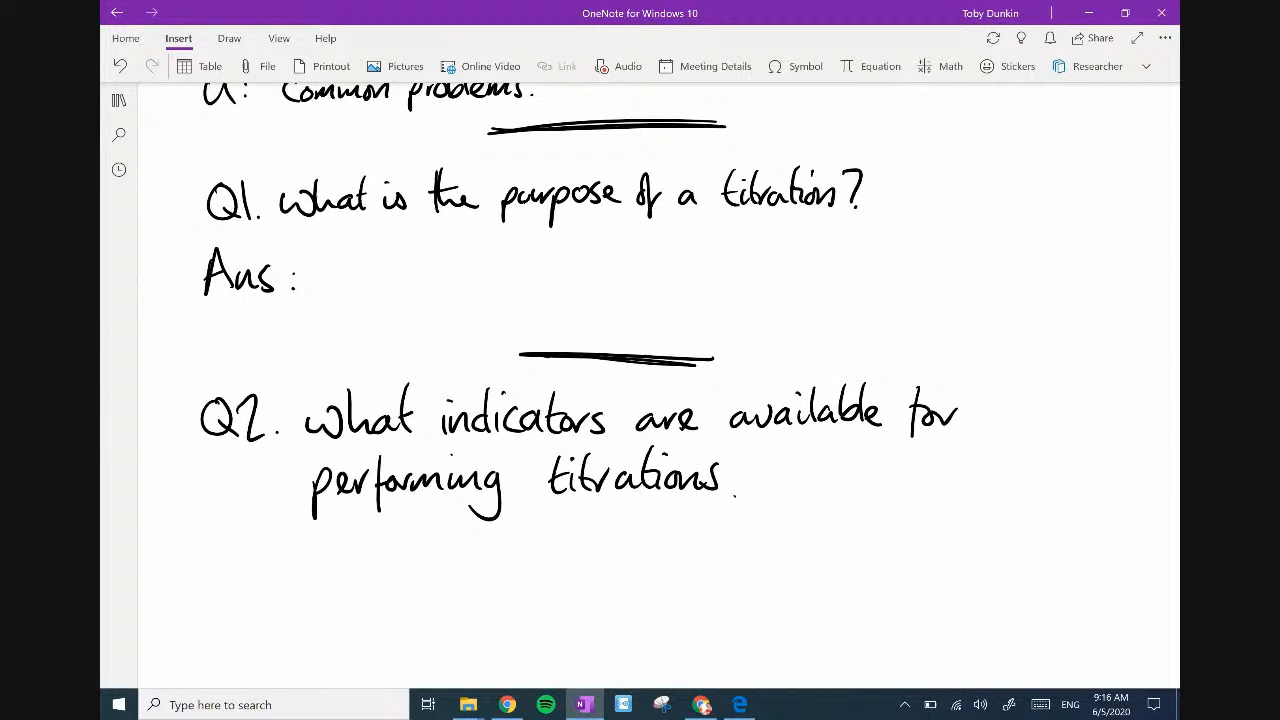 OneNote for Windows 10
Toby Dunkin
Home Insert Draw View Help
Share
Table File Printout Pictures Online Video Link Audio Meeting Details Symbol Equation Math Stickers Researcher
Common problems.
Q1. What is the purpose of a titration?
Ans:
Q2. What indicators are available for
performing titrations.
Type here to search
ENG
9:16 AM
6/5/2020